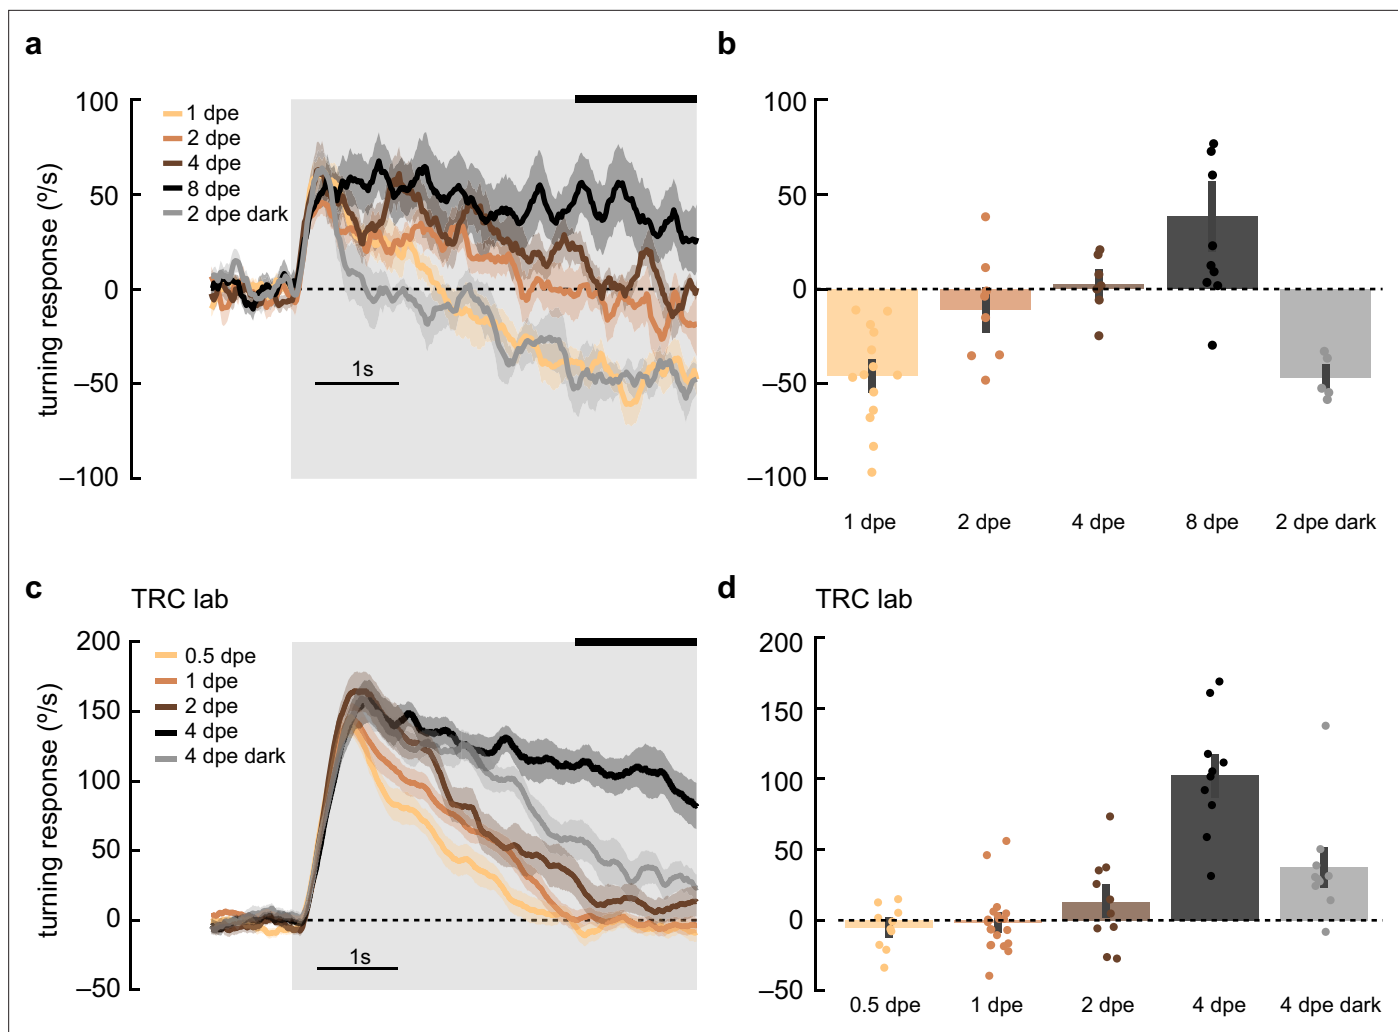 a
100
50
0
–50
–100
turning response (º/s)
1 dpe
2 dpe
4 dpe
8 dpe
2 dpe dark
1s
b
100
50
0
–50
–100
1 dpe
2 dpe
4 dpe
8 dpe
2 dpe dark
c
TRC lab
200
150
100
50
0
–50
turning response (º/s)
0.5 dpe
1 dpe
2 dpe
4 dpe
4 dpe dark
1s
d
TRC lab
200
150
100
50
0
–50
0.5 dpe
1 dpe
2 dpe
4 dpe
4 dpe dark